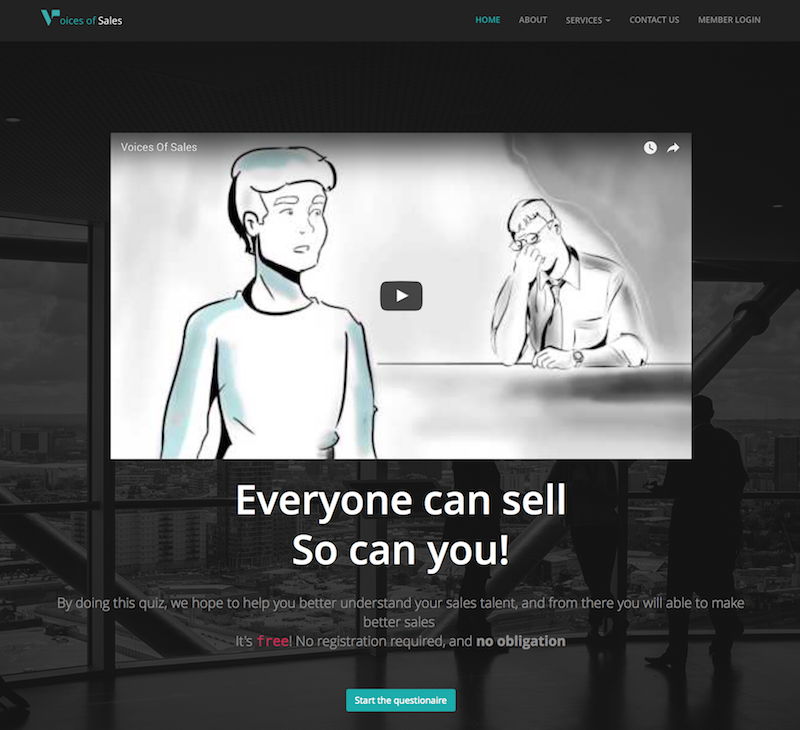 Voices of Sales
HOME
ABOUT
SERVICES
CONTACT US
MEMBER LOGIN
Voices Of Sales
Everyone can sell
So can you!
By doing this quiz, we hope to help you better understand your sales talent, and from there you will able to make
better sales
It's free! No registration required, and no obligation
Start the questionaire